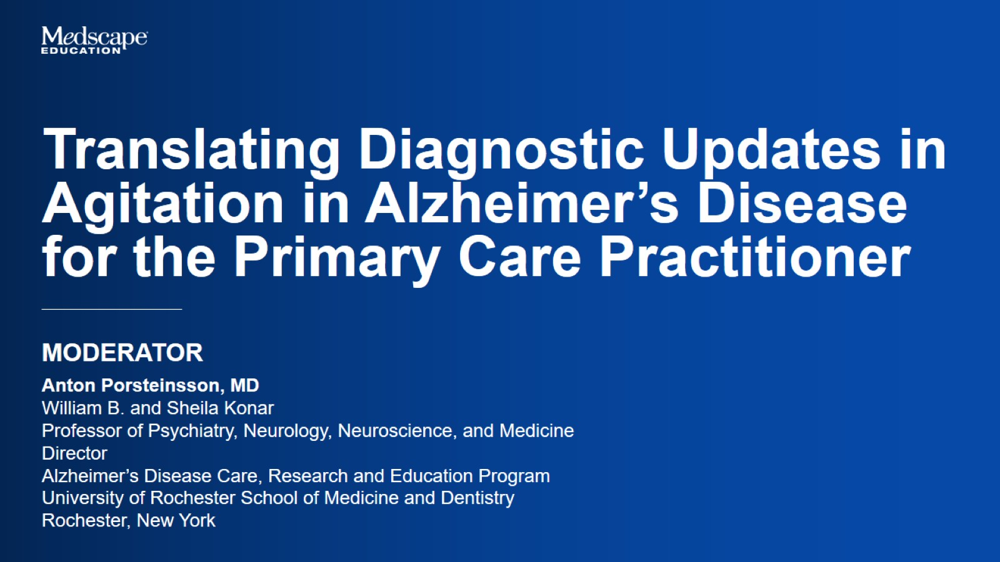 Medscape
EDUCATION
Translating Diagnostic Updates in
Agitation in Alzheimer’s Disease
for the Primary Care Practitioner
MODERATOR
Anton Porsteinsson, MD
William B. and Sheila Konar
Professor of Psychiatry, Neurology, Neuroscience, and Medicine
Director
Alzheimer’s Disease Care, Research and Education Program
University of Rochester School of Medicine and Dentistry
Rochester, New York